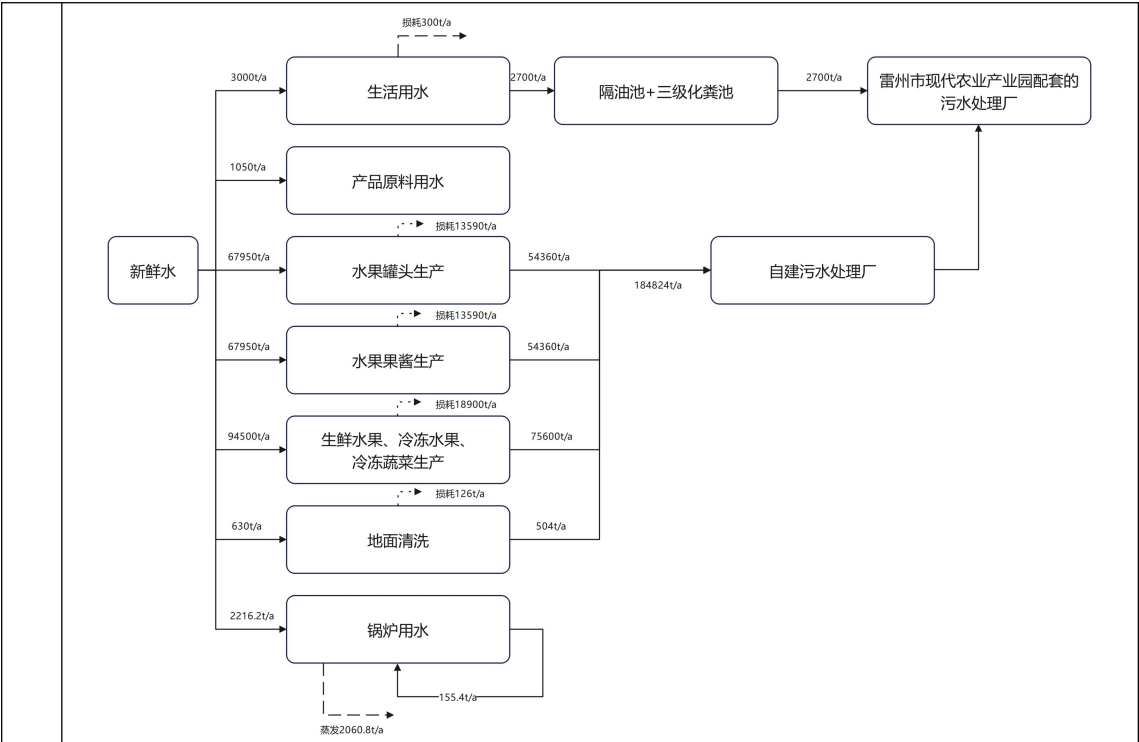 损耗300t/a
3000t/a
生活用水
2700t/a
隔油池+三级化粪池
2700t/a
雷州市现代农业产业园配套的
污水处理厂
1050t/a
产品原料用水
损耗13590t/a
新鲜水
67950t/a
水果罐头生产
54360t/a
184824t/a
自建污水处理厂
损耗13590t/a
67950t/a
水果果酱生产
54360t/a
损耗18900t/a
94500t/a
生鲜水果、冷冻水果、
冷冻蔬菜生产
75600t/a
损耗126t/a
630t/a
地面清洗
504t/a
2216.2t/a
锅炉用水
155.4t/a
蒸发2060.8t/a